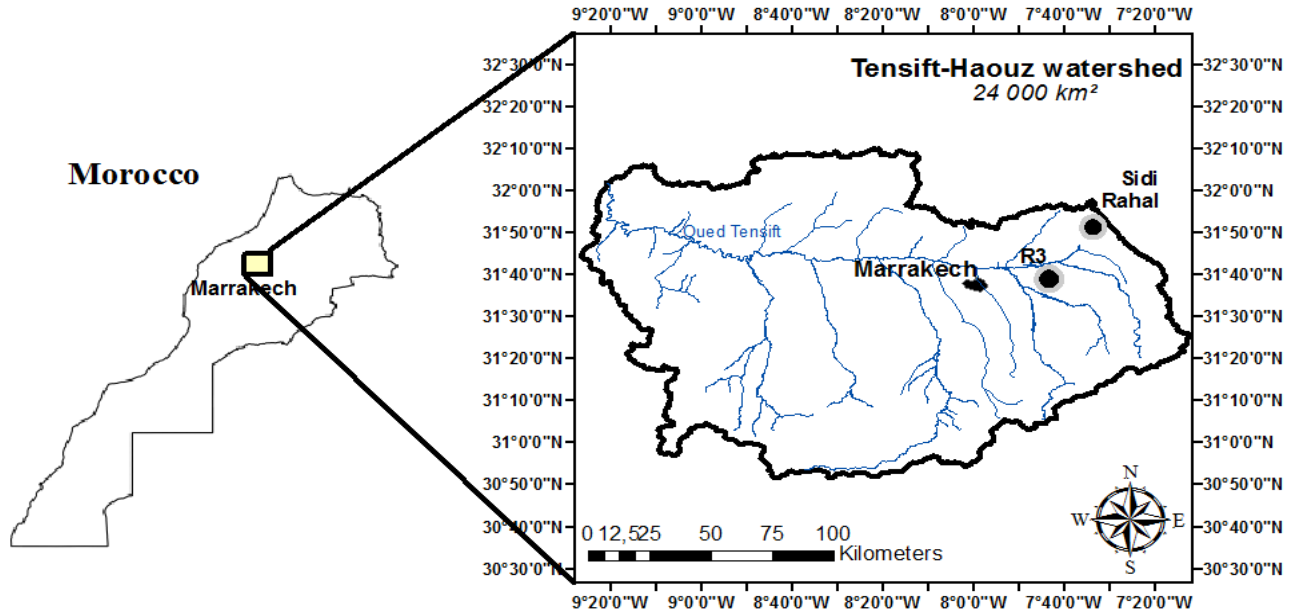 9°20'0"W 9°0'0"W 8°40'0"W 8°20'0"W 8°0'0"W 7°40'0"W 7°20'0"W
Morocco
Marrakech
32°30'0"N
32°20'0"N
32°10'0"N
32°0'0"N
31°50'0"N
31°40'0"N
31°30'0"N
31°20'0"N
31°10'0"N
31°0'0"N
30°50'0"N
30°40'0"N
30°30'0"N
Tensift-Haouz watershed
24 000 km²
Sidi
Rahal
Oued Tensift
R3
Marrakech
N
W E
S
0 12,5 25 50 75 100
Kilometers
32°30'0"N
32°20'0"N
32°10'0"N
32°0'0"N
31°50'0"N
31°40'0"N
31°30'0"N
31°20'0"N
31°10'0"N
31°0'0"N
30°50'0"N
30°40'0"N
30°30'0"N
9°20'0"W 9°0'0"W 8°40'0"W 8°20'0"W 8°0'0"W 7°40'0"W 7°20'0"W